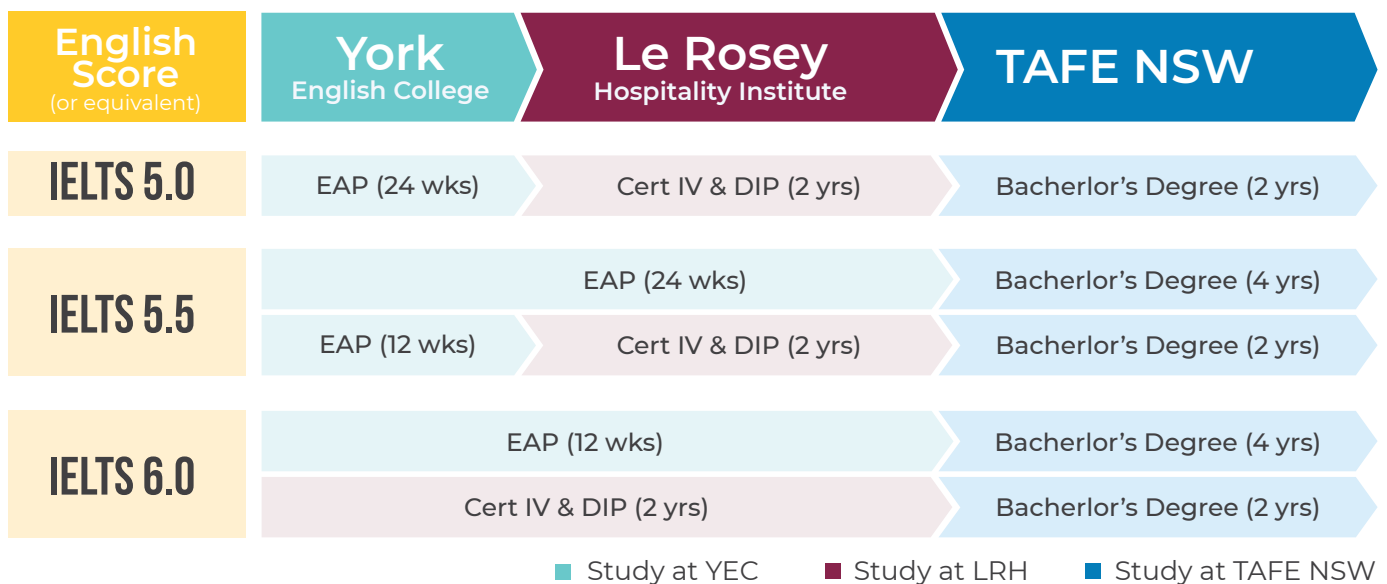 English
Score
(or equivalent)
York
English College
Le Rosey
Hospitality Institute
TAFE NSW
IELTS 5.0
EAP (24 wks)
Cert IV & DIP (2 yrs)
Bacherlor's Degree (2 yrs)
IELTS 5.5
EAP (24 wks)
Bacherlor's Degree (4 yrs)
EAP (12 wks)
Cert IV & DIP (2 yrs)
Bacherlor's Degree (2 yrs)
IELTS 6.0
EAP (12 wks)
Bacherlor's Degree (4 yrs)
Cert IV & DIP (2 yrs)
Bacherlor's Degree (2 yrs)
Study at YEC
Study at LRH
Study at TAFE NSW